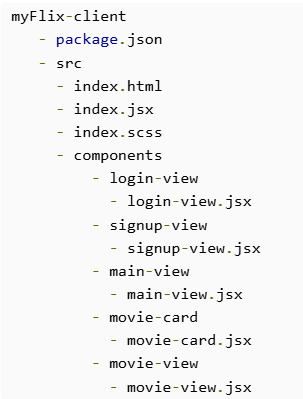 myFlix-client
- package.json
- src
- index.html
- index.jsx
- index.scss
- components
- login-view
- login-view.jsx
- signup-view
- signup-view.jsx
- main-view
- main-view.jsx
- movie-card
- movie-card.jsx
- movie-view
- movie-view.jsx